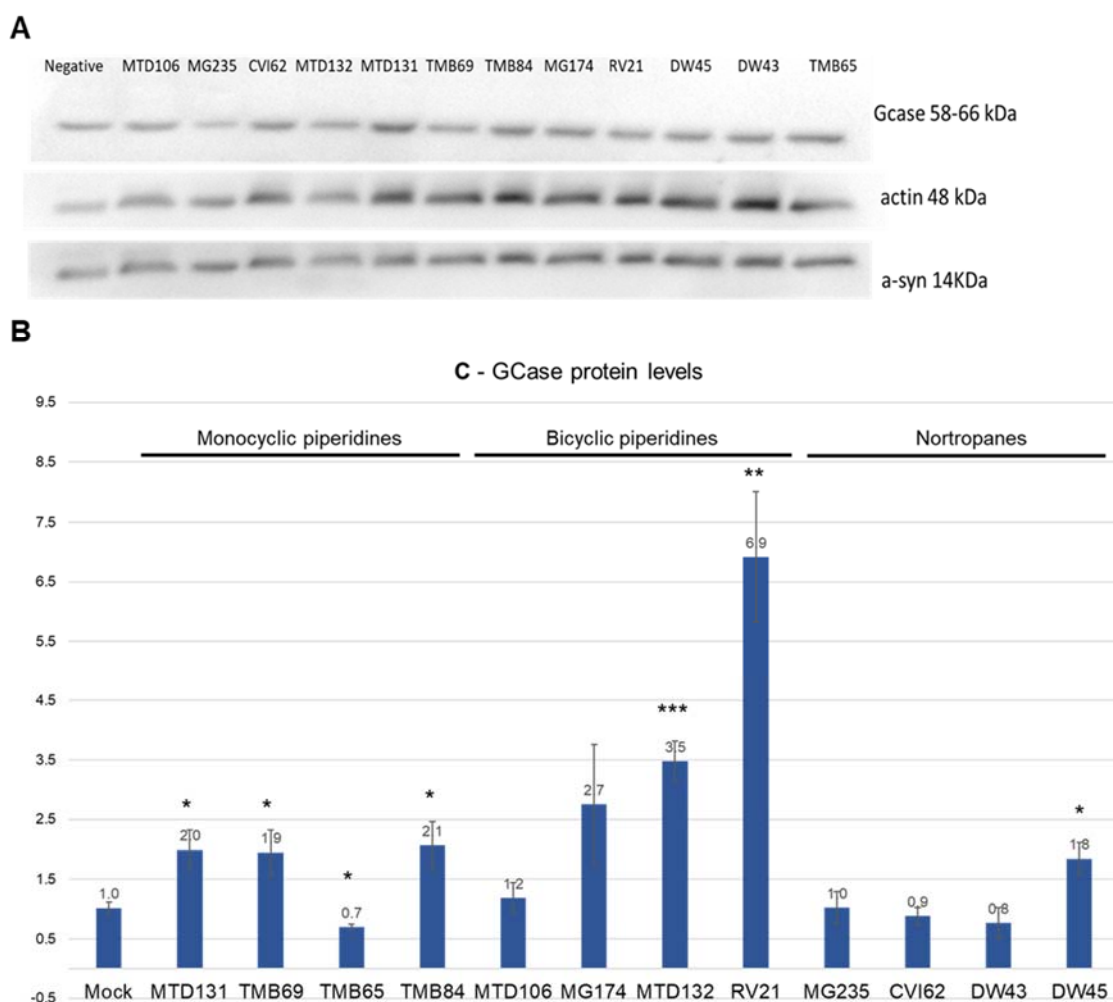 A
Negative MTD106 MG235 CVI62 MTD132 MTD131 TMB69 TMB84 MG174 RV21 DW45 DW43 TMB65
Gcase 58-66 kDa
actin 48 kDa
a-syn 14KDa
B
C - GCase protein levels
9.5
Monocyclic piperidines Bicyclic piperidines Nortropanes
8.5
**
7.5
6.9
6.5
5.5
4.5
***
3.5
3.5
2.7
* * * *
2.5
2.0 1.9 2.1 1.8
*
1.5
1.0 1.2 1.0 0.9 0.8
0.7
0.5
-0.5
Mock MTD131 TMB69 TMB65 TMB84 MTD106 MG174 MTD132 RV21 MG235 CVI62 DW43 DW45